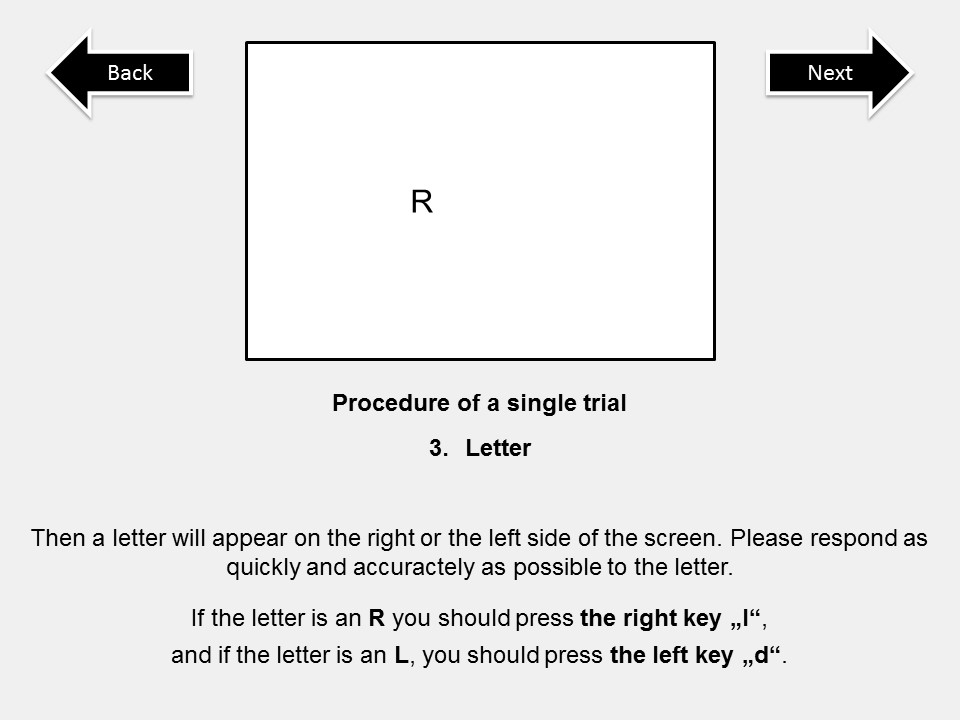 Back
Next
R
Procedure of a single trial
3. Letter
Then a letter will appear on the right or the left side of the screen. Please respond as
quickly and accuractely as possible to the letter.
If the letter is an R you should press the right key „l“,
and if the letter is an L, you should press the left key „d“.